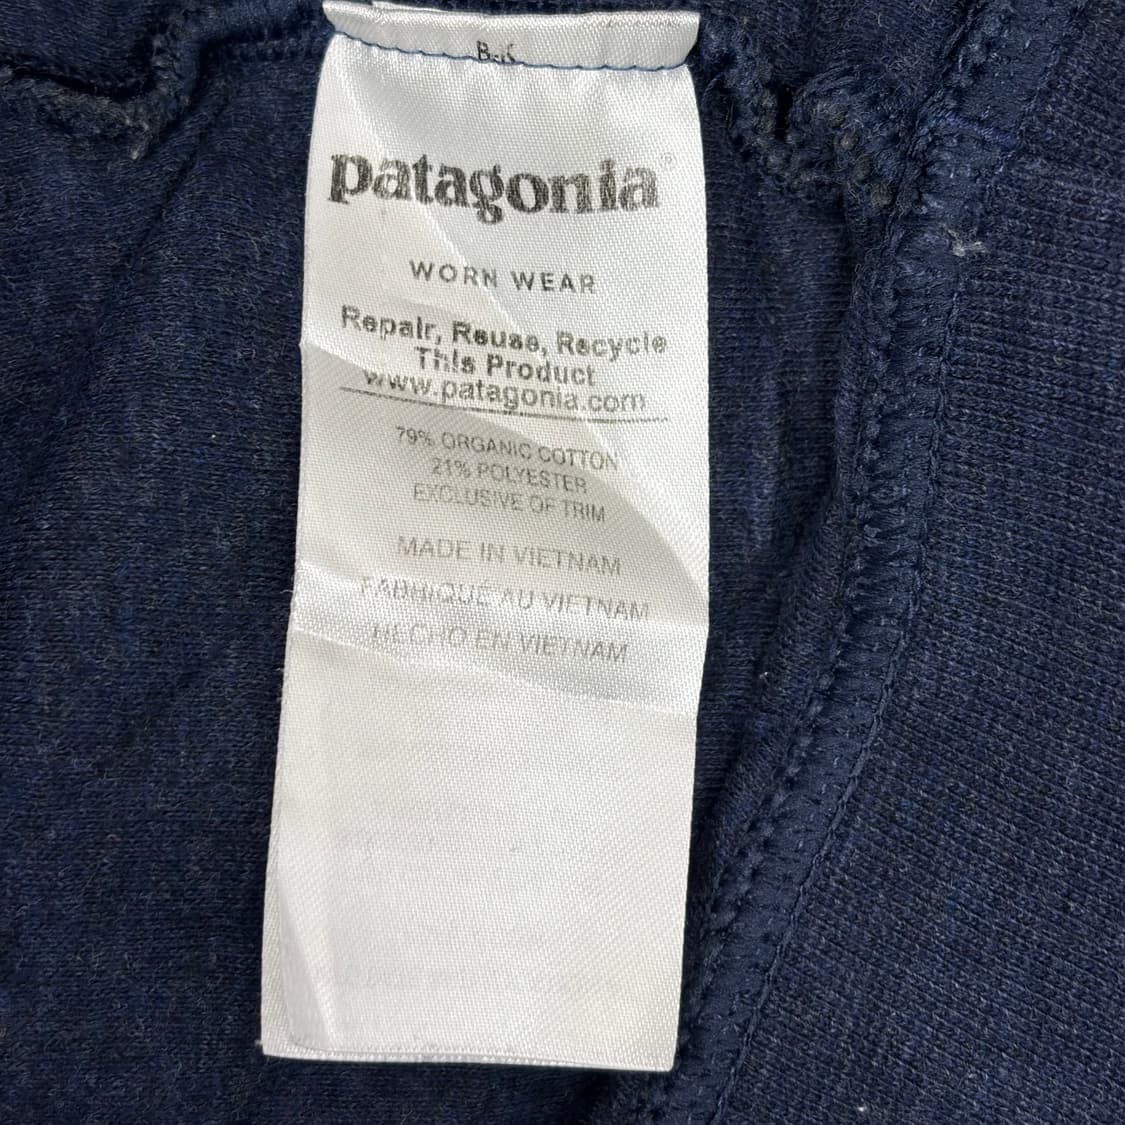 patagonia®
WORN WEAR
Repair, Reuse, Recycle
This Product
www.patagonia.com
79% ORGANIC COTTON
21% POLYESTER
EXCLUSIVE OF TRIM
MADE IN VIETNAM
FABRIQUÉ AU VIETNAM
HECHO EN VIETNAM